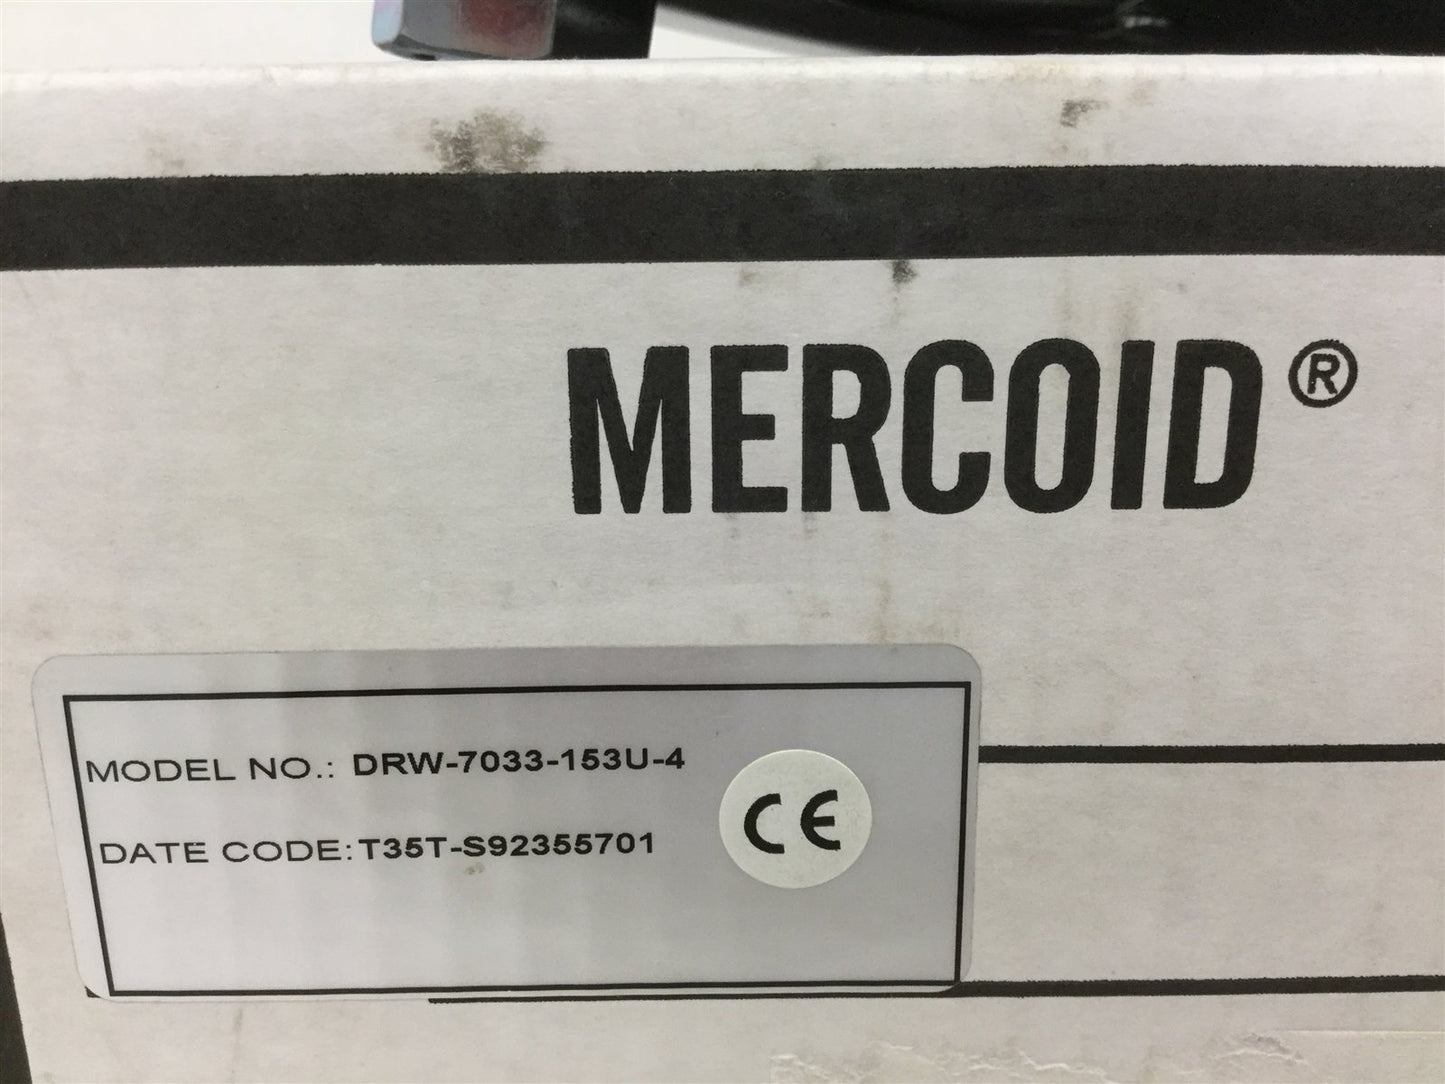 MERCOID®
MODEL NO.: DRW-7033-153U-4
DATE CODE: T35T-S92355701
CE